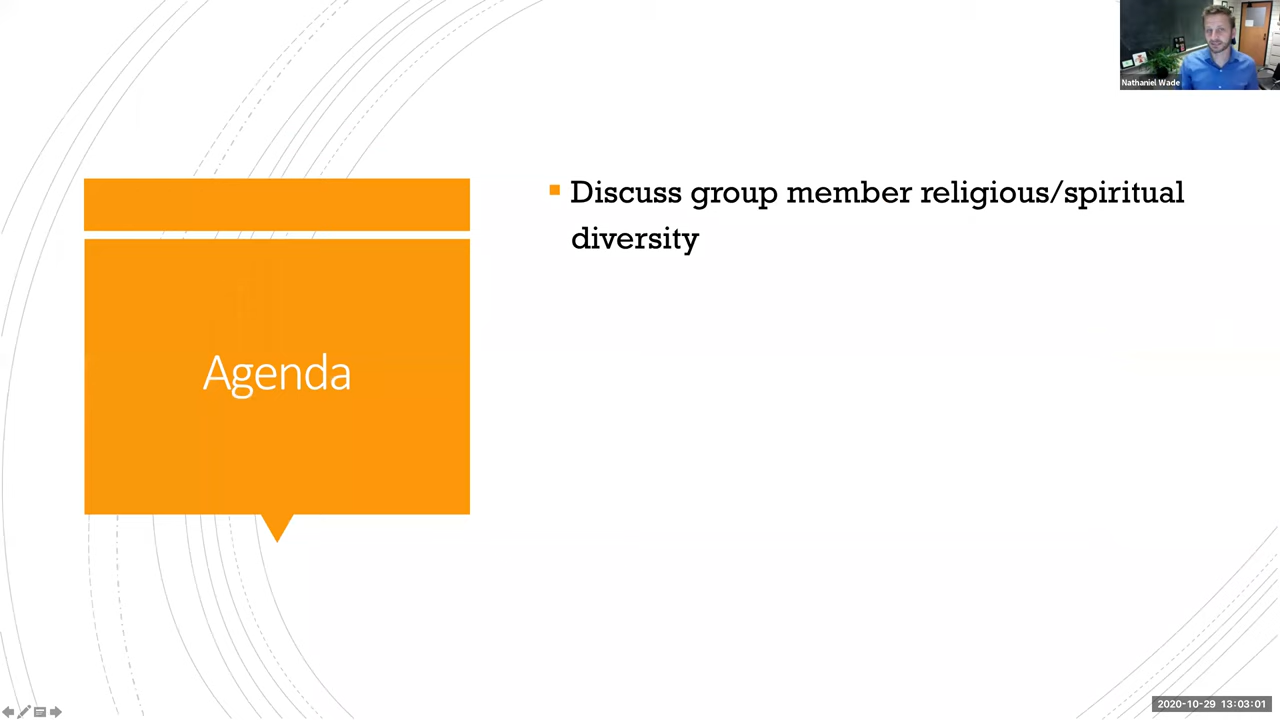 Nathaniel Wade
Discuss group member religious/spiritual
diversity
Agenda
2020-10-29 13:03:01